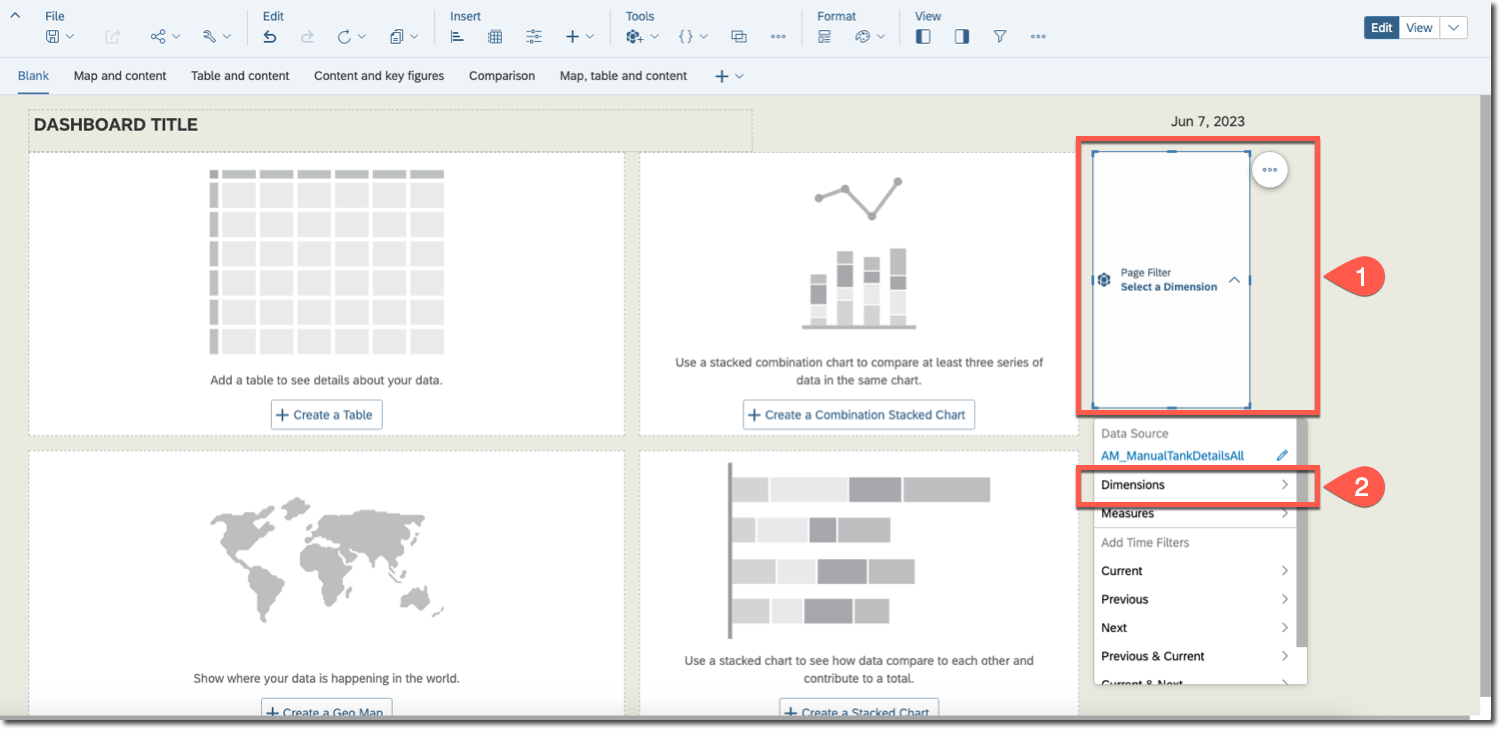 File
Edit
Insert
Tools
Format
View
Edit
View
Blank
Map and content
Table and content
Content and key figures
Comparison
Map, table and content
DASHBOARD TITLE
Jun 7, 2023
Add a table to see details about your data.
Create a Table
Use a stacked combination chart to compare at least three series of
data in the same chart.
Create a Combination Stacked Chart
Page Filter
Select a Dimension
1
Data Source
AM_ManualTankDetailsAll
Dimensions
2
Measures
Add Time Filters
Current
Previous
Next
Previous & Current
Current & Next
Show where your data is happening in the world.
Create a Geo Map
Use a stacked chart to see how data compare to each other and
contribute to a total.
Create a Stacked Chart